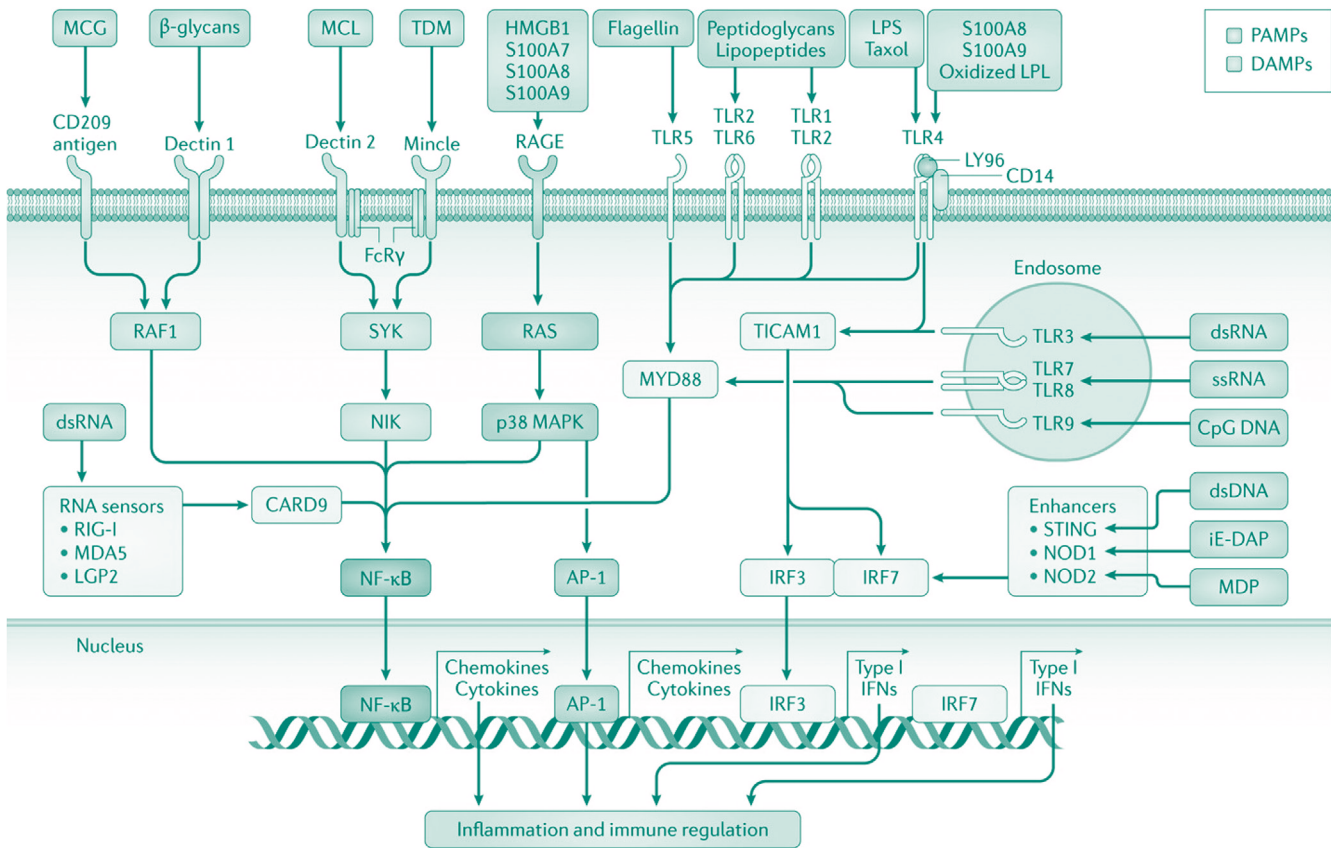 MCG
β-glycans
MCL
TDM
HMGB1
S100A7
S100A8
S100A9
Flagellin
Peptidoglycans
Lipopeptides
LPS
Taxol
S100A8
S100A9
Oxidized LPL
PAMPs
DAMPs
CD209
antigen
Dectin 1
Dectin 2
Mincle
RAGE
TLR5
TLR2
TLR6
TLR1
TLR2
TLR4
LY96
CD14
FcRγ
Endosome
RAF1
SYK
RAS
TICAM1
TLR3
dsRNA
MYD88
TLR7
TLR8
ssRNA
dsRNA
NIK
p38 MAPK
TLR9
CpG DNA
RNA sensors
• RIG-I
• MDA5
• LGP2
CARD9
Enhancers
• STING
• NOD1
• NOD2
dsDNA
iE-DAP
MDP
NF-κB
AP-1
IRF3
IRF7
Nucleus
NF-κB
Chemokines
Cytokines
AP-1
Chemokines
Cytokines
IRF3
Type I
IFNs
IRF7
Type I
IFNs
Inflammation and immune regulation